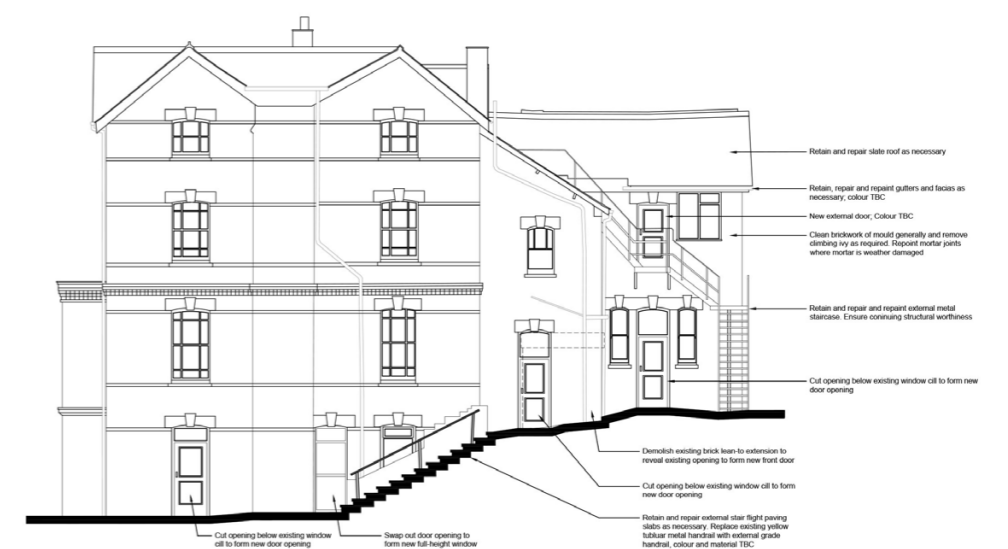 Retain and repair slate roof as necessary
Retain, repair and repaint gutters and facias as
necessary; colour TBC
New external door; Colour TBC
Clean brickwork of mould generally and remove
climbing ivy as required. Repoint mortar joints
where mortar is weather damaged
Retain and repair and repaint external metal
staircase. Ensure coninuing structural worthiness
Cut opening below existing window cill to form new
door opening
Demolish existing brick lean-to extension to
reveal existing opening to form new front door
Cut opening below existing window cill to form
new door opening
Retain and repair external stair flight paving
slabs as necessary. Replace existing yellow
tubluar metal handrail with external grade
handrail, colour and material TBC
Cut opening below existing window
cill to form new door opening
Swap out door opening to
form new full-height window